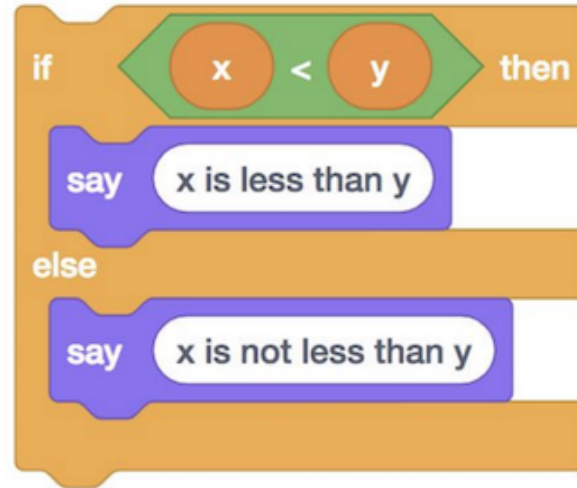 if x < y then
say x is less than y
else
say x is not less than y